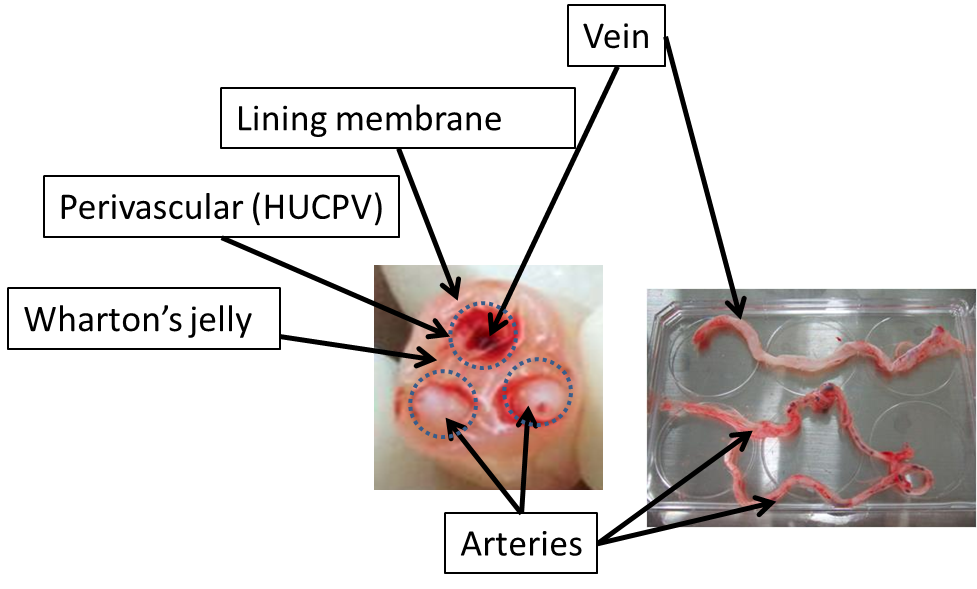 Vein
Lining membrane
Perivascular (HUCPV)
Wharton’s jelly
Arteries